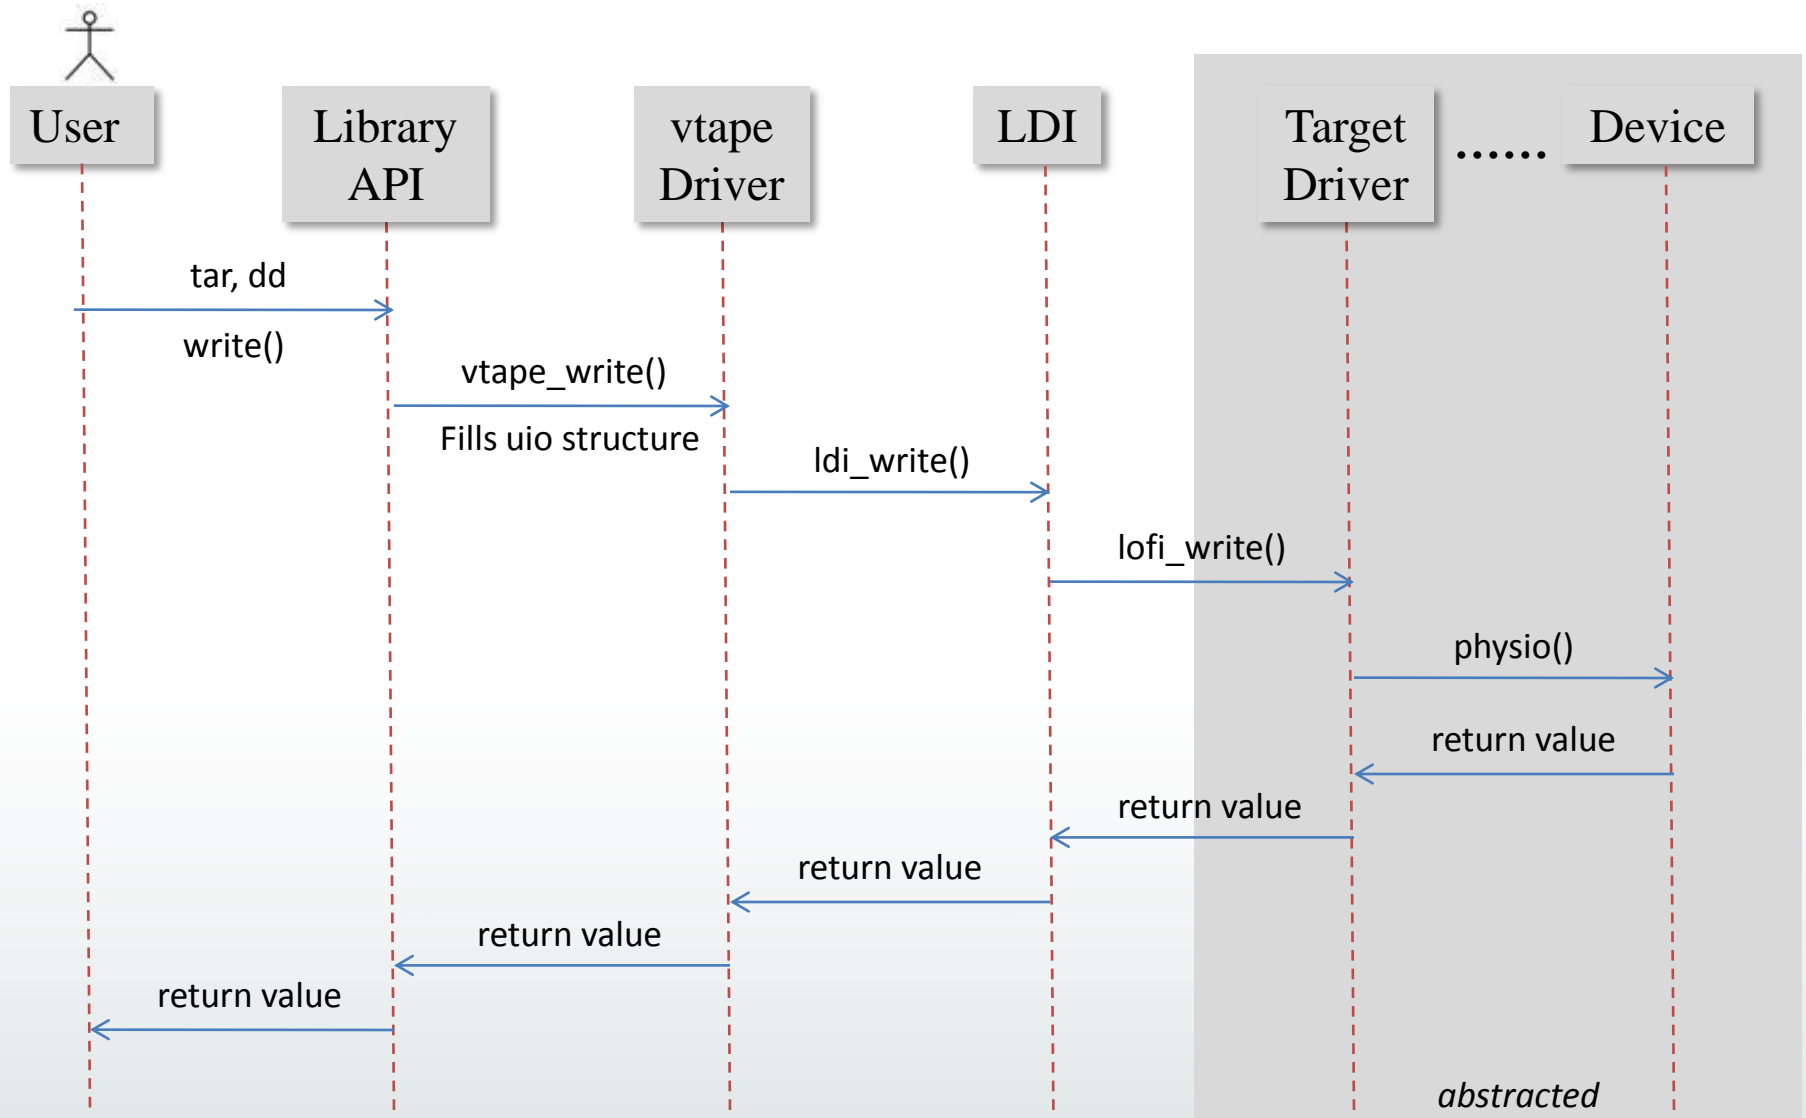 User
Library
API
vtape
Driver
LDI
Target
Driver
......
Device
tar, dd
write()
vtape_write()
Fills uio structure
ldi_write()
lofi_write()
physio()
return value
return value
return value
return value
return value
abstracted